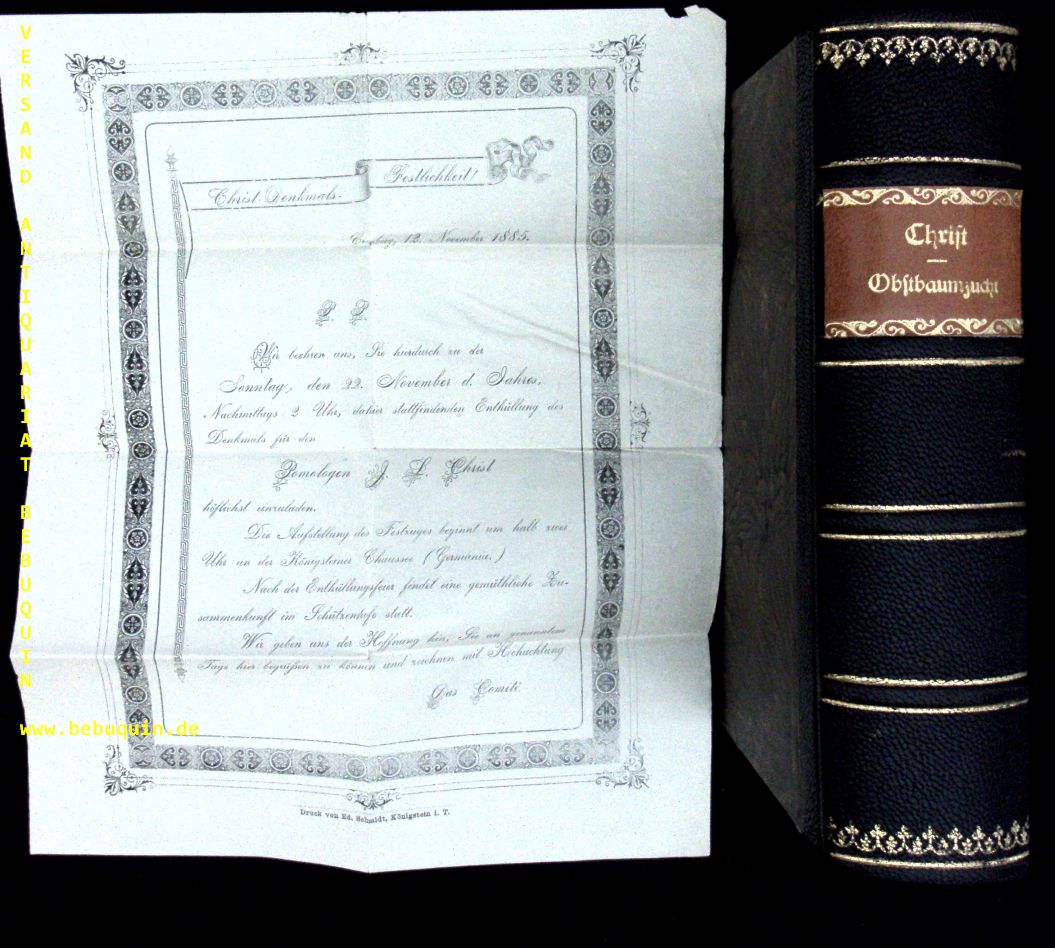 VERSAND ANTIQUARIAT BEBUQUIN
www.bebuquin.de
Christ-Denkmals-
Festlichkeit!
Cronberg, 12. November 1885.
P. P.
Wir beehren uns, Sie hierdurch zu der
Sonntag, den 22. November d. Jahres,
Nachmittags 2 Uhr, dahier stattfindenden Enthüllung des
Denkmals für den
Pomologen J. L. Christ
höflichst einzuladen.
Die Aufstellung des Festzuges beginnt um halb zwei
Uhr an der Königsteiner Chaussee (Germania.)
Nach der Enthüllungsfeier findet eine gemüthliche Zu-
sammenkunft im Schützenhofe statt.
Wir geben uns der Hoffnung hin, Sie an genanntem
Tage hier begrüßen zu können und zeichnen mit Hochachtung
Das Comité
Druck von Ed. Schmidt, Königstein i. T.
Christ
Obstbaumzucht